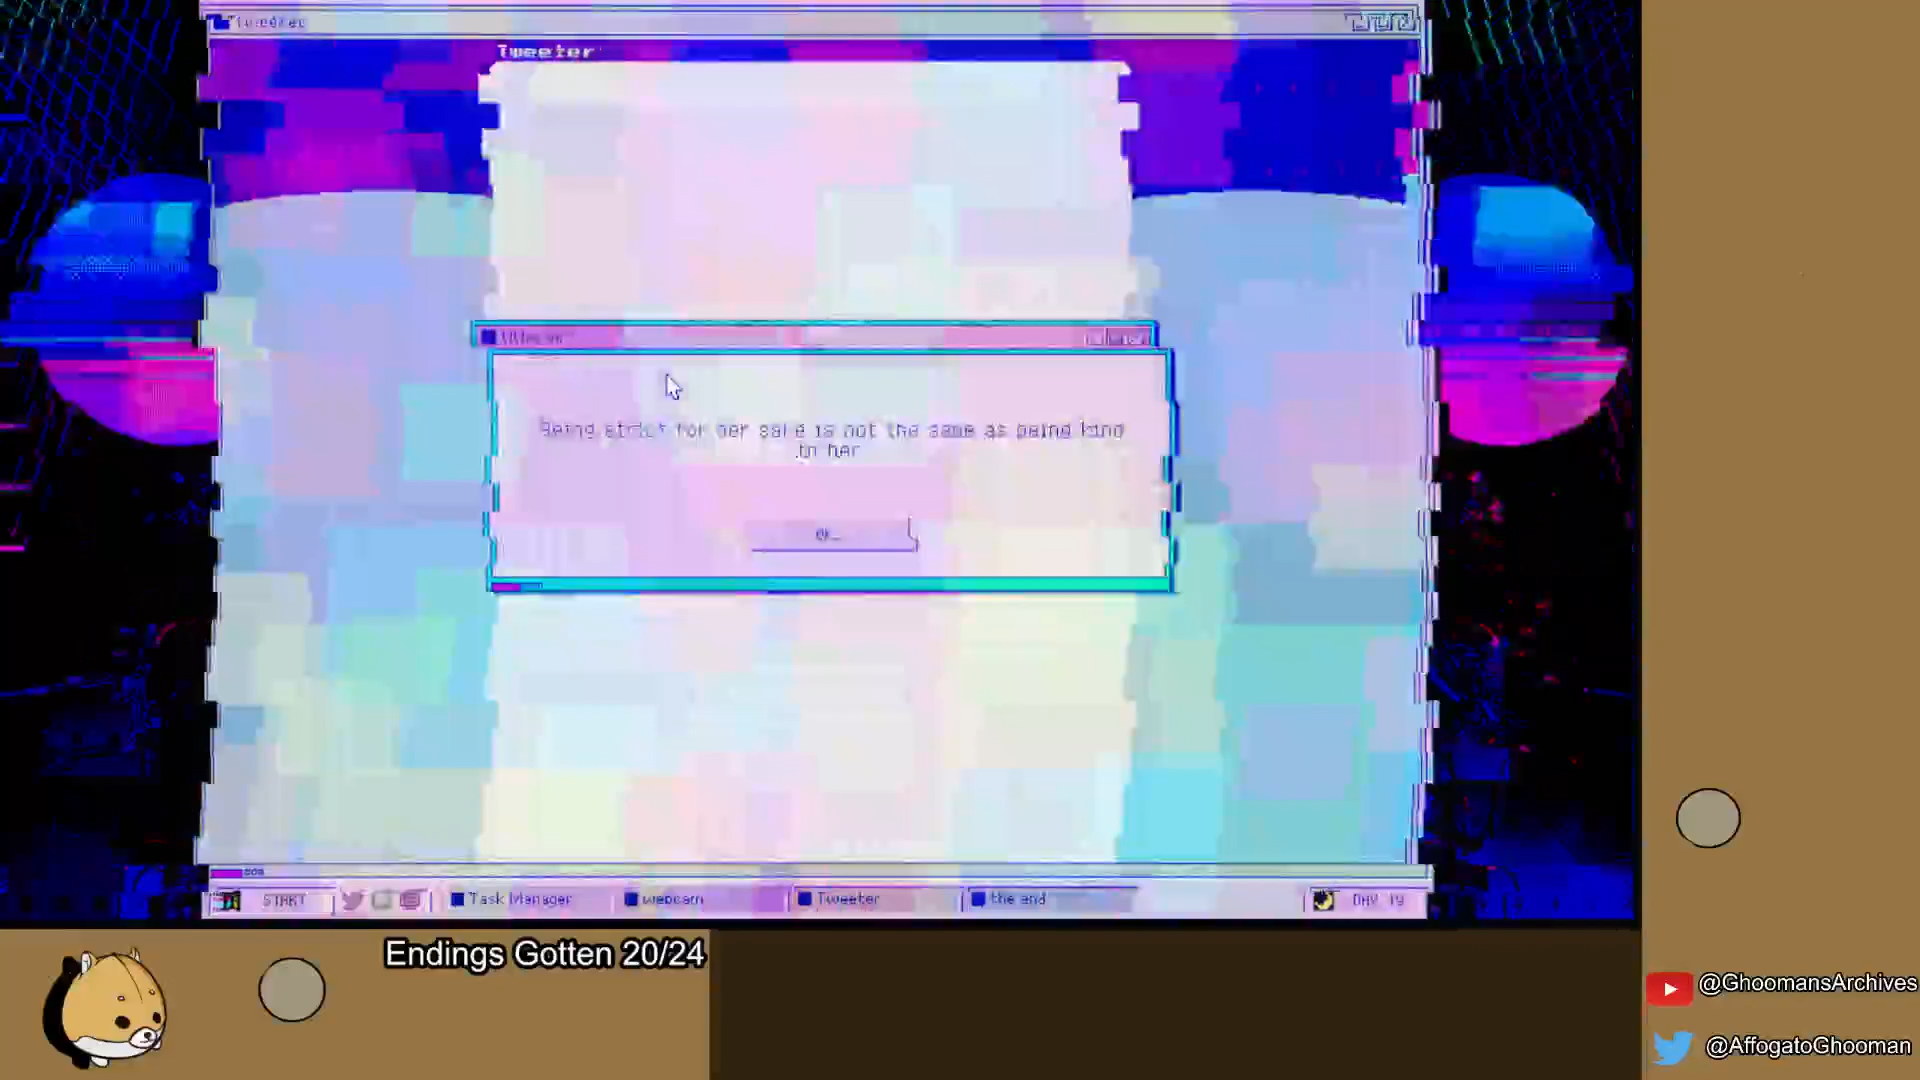 Tweeter
Being strict for her sake is not the same as being kind
to her
START
Task Manager
webcam
Tweeter
the end
DAY 19
Endings Gotten 20/24
@GhoomansArchives
@AffogatoGhooman